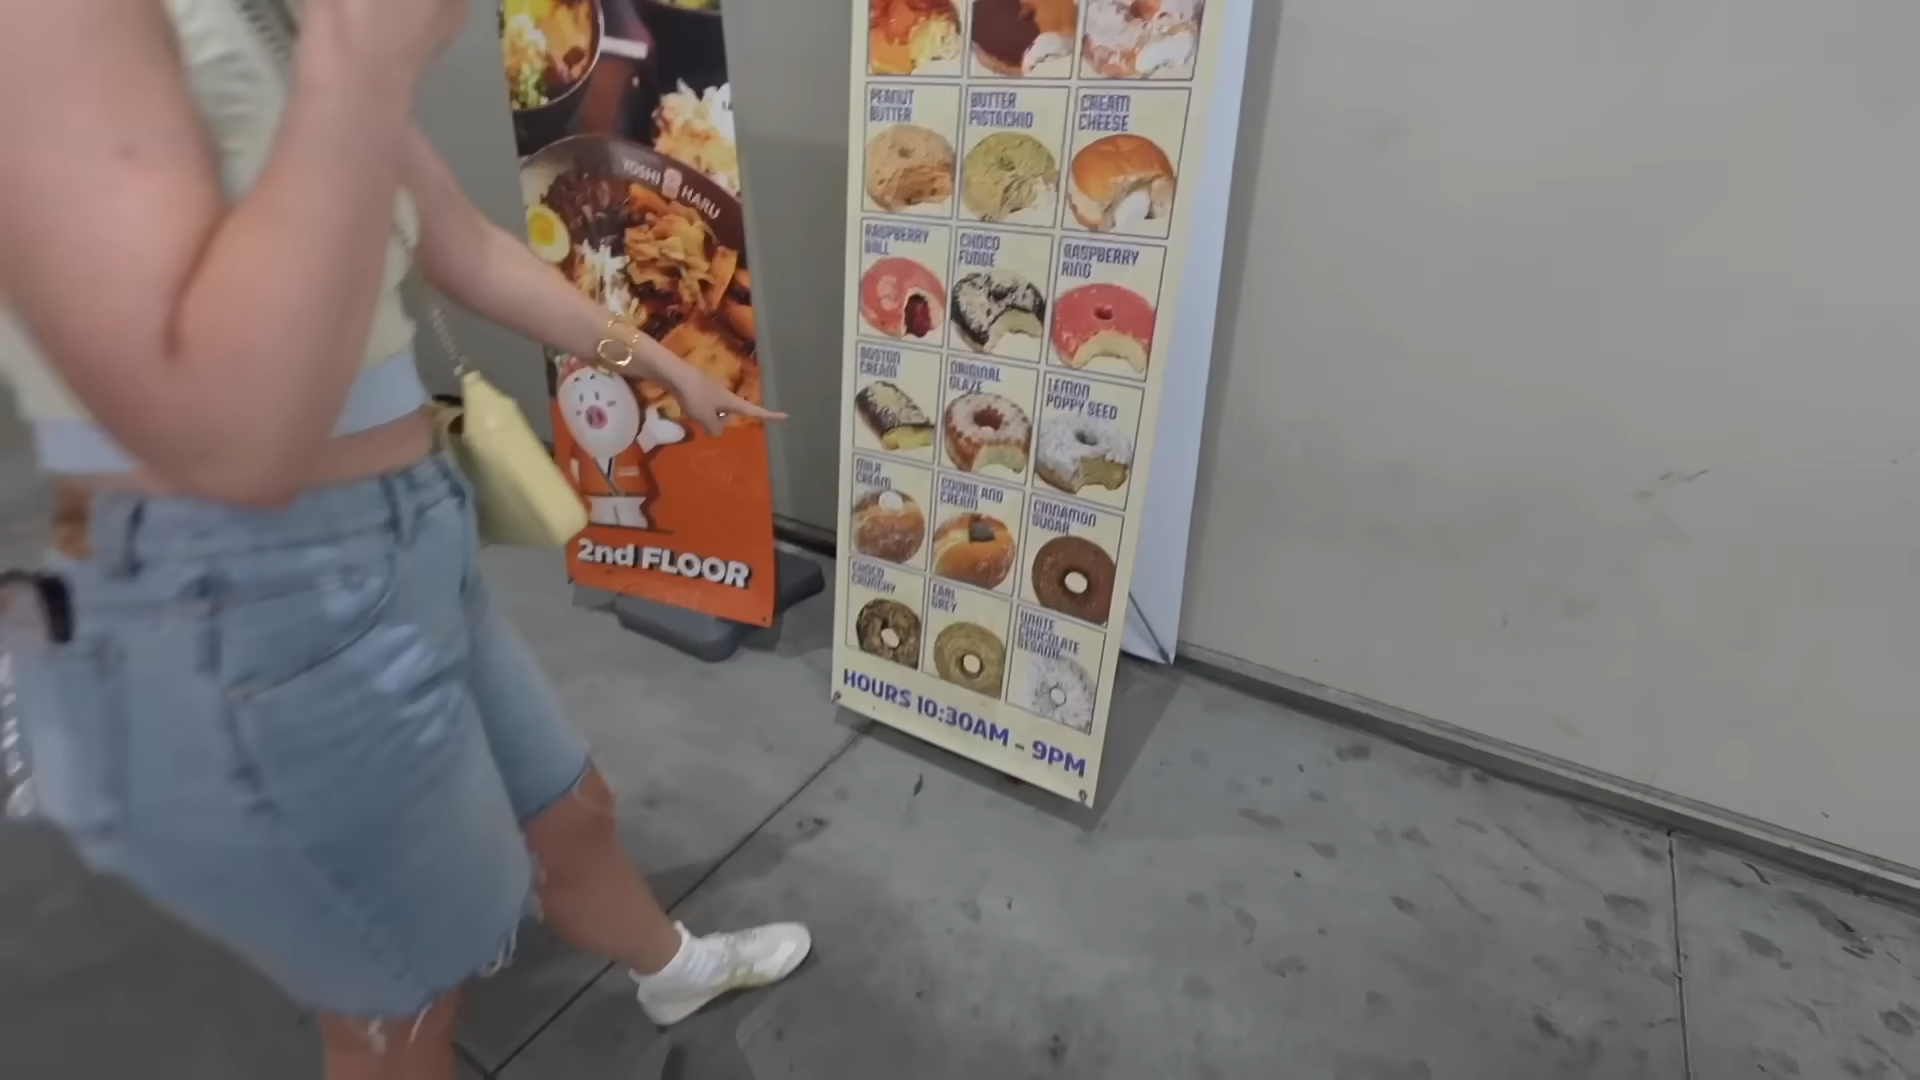 YOSHI HARU
2nd FLOOR
PEANUT
BUTTER
BUTTER
PISTACHIO
CREAM
CHEESE
RASPBERRY
BALL
CHOCO
FUDGE
RASPBERRY
RING
BOSTON
CREAM
ORIGINAL
GLAZE
LEMON
POPPY SEED
MILK
CREAM
COOKIE AND
CREAM
CINNAMON
SUGAR
CHOCO
CRUNCHY
EARL
GREY
WHITE
CHOCOLATE
SESAME
HOURS 10:30AM - 9PM